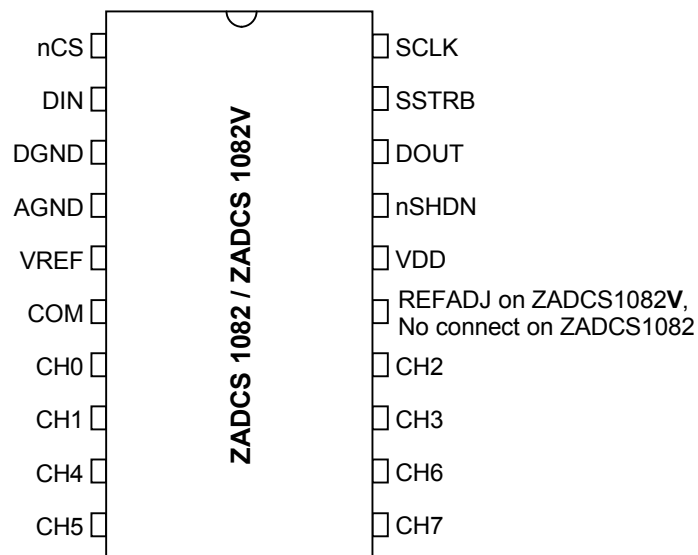 nCS
DIN
DGND
AGND
VREF
COM
CH0
CH1
CH4
CH5
ZADCS 1082 / ZADCS 1082V
SCLK
SSTRB
DOUT
nSHDN
VDD
REFADJ on ZADCS1082V,
No connect on ZADCS1082
CH2
CH3
CH6
CH7